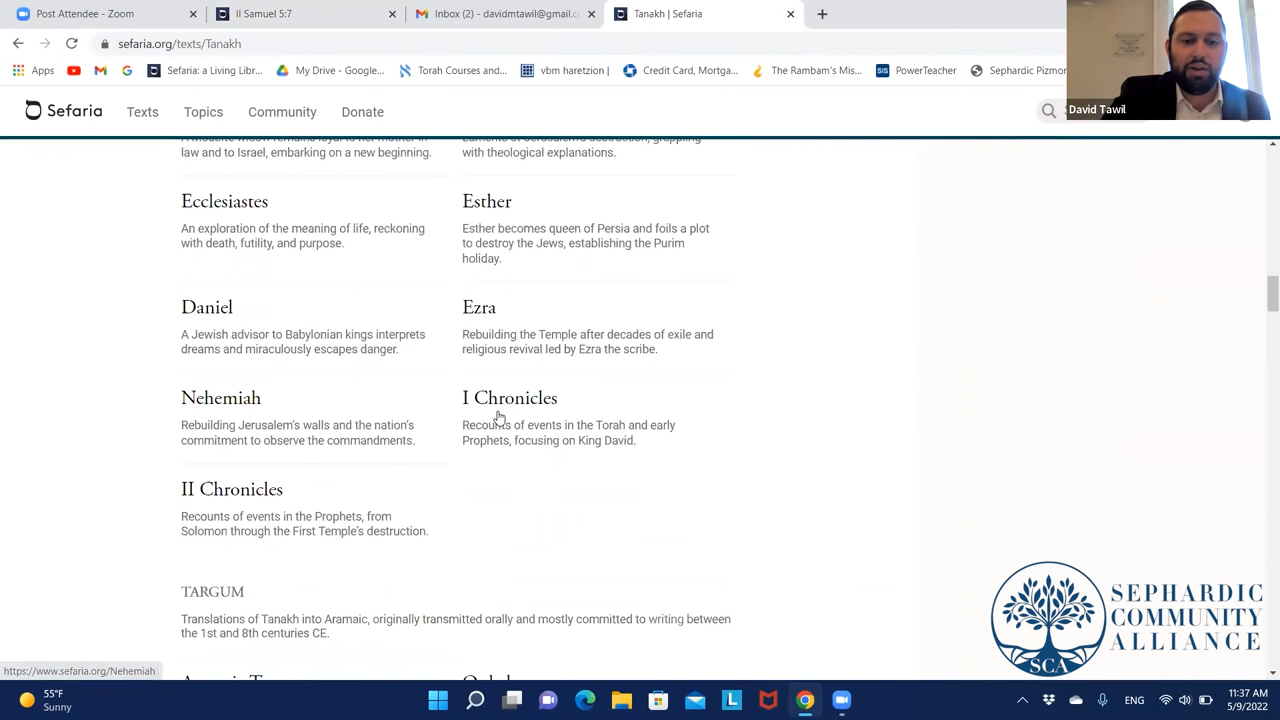 Post Attendee - Zoom
II Samuel 5:7
Inbox (2) - davidmtawil@gmail.c
Tanakh | Sefaria
sefaria.org/texts/Tanakh
Apps
Sefaria: a Living Libr...
My Drive - Google...
Torah Courses and...
vbm haretzion |
Credit Card, Mortga...
The Rambam's Mis...
SIS
PowerTeacher
Sephardic Pizmon
David Tawil
Sefaria
Texts
Topics
Community
Donate
law and to Israel, embarking on a new beginning.
with theological explanations.
Ecclesiastes
An exploration of the meaning of life, reckoning
with death, futility, and purpose.
Esther
Esther becomes queen of Persia and foils a plot
to destroy the Jews, establishing the Purim
holiday.
Daniel
A Jewish advisor to Babylonian kings interprets
dreams and miraculously escapes danger.
Ezra
Rebuilding the Temple after decades of exile and
religious revival led by Ezra the scribe.
Nehemiah
Rebuilding Jerusalem's walls and the nation's
commitment to observe the commandments.
I Chronicles
Recounts of events in the Torah and early
Prophets, focusing on King David.
II Chronicles
Recounts of events in the Prophets, from
Solomon through the First Temple's destruction.
TARGUM
Translations of Tanakh into Aramaic, originally transmitted orally and mostly committed to writing between
the 1st and 8th centuries CE.
SEPHARDIC
COMMUNITY
ALLIANCE
SCA
https://www.sefaria.org/Nehemiah
55°F
Sunny
ENG
11:37 AM
5/9/2022